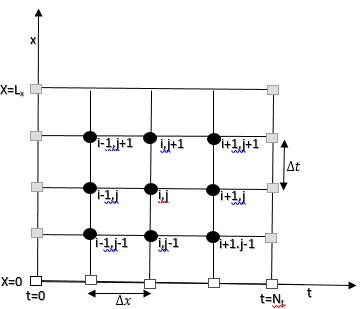 x
X=Lₓ
i-1,j+1 i,j+1 i+1,j+1
Δt
i-1,j i,j i+1,j
i-1,j-1 i,j-1 i+1.j-1
X=0
t=0 Δx t=Nₜ t